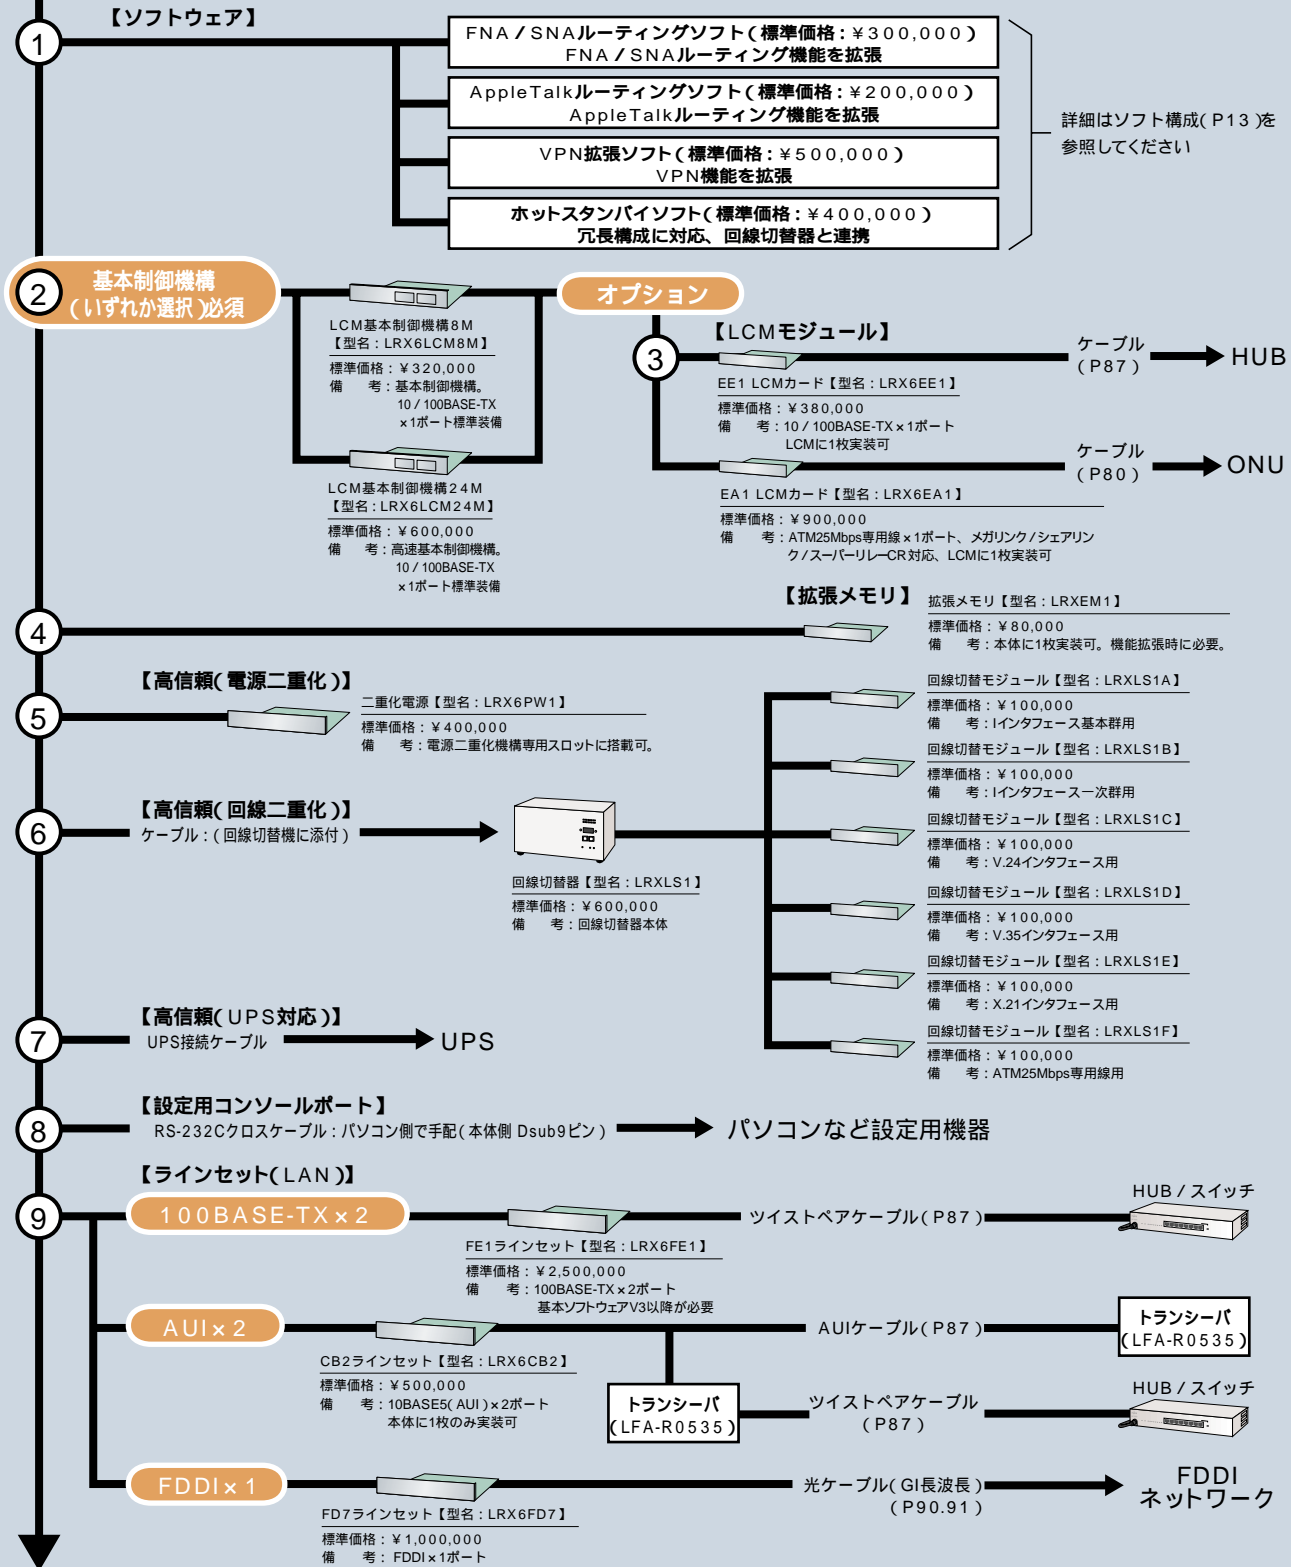 【ソフトウェア】
①
FNA／SNAルーティングソフト(標準価格：￥300,000)
FNA／SNAルーティング機能を拡張
AppleTalkルーティングソフト(標準価格：￥200,000)
AppleTalkルーティング機能を拡張
VPN拡張ソフト(標準価格：￥500,000)
VPN機能を拡張
ホットスタンバイソフト(標準価格：￥400,000)
冗長構成に対応、回線切替器と連携
詳細はソフト構成(P13)を
参照してください
②
基本制御機構
(いずれか選択)必須
LCM基本制御機構8M
【型名：LRX6LCM8M】
標準価格：￥320,000
備　考：基本制御機構。
10／100BASE-TX
×1ポート標準装備
LCM基本制御機構24M
【型名：LRX6LCM24M】
標準価格：￥600,000
備　考：高速基本制御機構。
10／100BASE-TX
×1ポート標準装備
オプション
③
【LCMモジュール】
EE1 LCMカード【型名：LRX6EE1】
標準価格：￥380,000
備　考：10／100BASE-TX×1ポート
LCMに1枚実装可
ケーブル
(P87)
HUB
EA1 LCMカード【型名：LRX6EA1】
標準価格：￥900,000
備　考：ATM25Mbps専用線×1ポート、メガリンク／シェアリン
ク／スーパーリレーCR対応、LCMに1枚実装可
ケーブル
(P80)
ONU
④
【拡張メモリ】
拡張メモリ【型名：LRXEM1】
標準価格：￥80,000
備　考：本体に1枚実装可。機能拡張時に必要。
⑤
【高信頼(電源二重化)】
二重化電源【型名：LRX6PW1】
標準価格：￥400,000
備　考：電源二重化機構専用スロットに搭載可。
⑥
【高信頼(回線二重化)】
ケーブル：(回線切替機に添付)
回線切替器【型名：LRXLS1】
標準価格：￥600,000
備　考：回線切替器本体
回線切替モジュール【型名：LRXLS1A】
標準価格：￥100,000
備　考：Iインタフェース基本群用
回線切替モジュール【型名：LRXLS1B】
標準価格：￥100,000
備　考：Iインタフェース一次群用
回線切替モジュール【型名：LRXLS1C】
標準価格：￥100,000
備　考：V.24インタフェース用
回線切替モジュール【型名：LRXLS1D】
標準価格：￥100,000
備　考：V.35インタフェース用
回線切替モジュール【型名：LRXLS1E】
標準価格：￥100,000
備　考：X.21インタフェース用
回線切替モジュール【型名：LRXLS1F】
標準価格：￥100,000
備　考：ATM25Mbps専用線用
⑦
【高信頼(UPS対応)】
UPS接続ケーブル
UPS
⑧
【設定用コンソールポート】
RS-232Cクロスケーブル：パソコン側で手配(本体側 Dsub9ピン)
パソコンなど設定用機器
⑨
【ラインセット(LAN)】
100BASE-TX×2
FE1ラインセット【型名：LRX6FE1】
標準価格：￥2,500,000
備　考：100BASE-TX×2ポート
基本ソフトウェアV3以降が必要
ツイストペアケーブル(P87)
HUB／スイッチ
AUI×2
CB2ラインセット【型名：LRX6CB2】
標準価格：￥500,000
備　考：10BASE5(AUI)×2ポート
本体に1枚のみ実装可
AUIケーブル(P87)
トランシーバ
(LFA-R0535)
トランシーバ
(LFA-R0535)
ツイストペアケーブル
(P87)
HUB／スイッチ
FDDI×1
FD7ラインセット【型名：LRX6FD7】
標準価格：￥1,000,000
備　考：FDDI×1ポート
光ケーブル(GI長波長)
(P90.91)
FDDI
ネットワーク